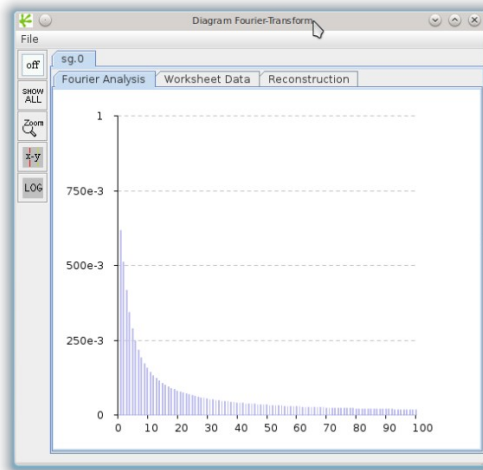 Diagram Fourier-Transform
File
off
SHOW
ALL
Zoom
x-y
LOG
sg.0
Fourier Analysis
Worksheet Data
Reconstruction
1
750e-3
500e-3
250e-3
0
0 10 20 30 40 50 60 70 80 90 100